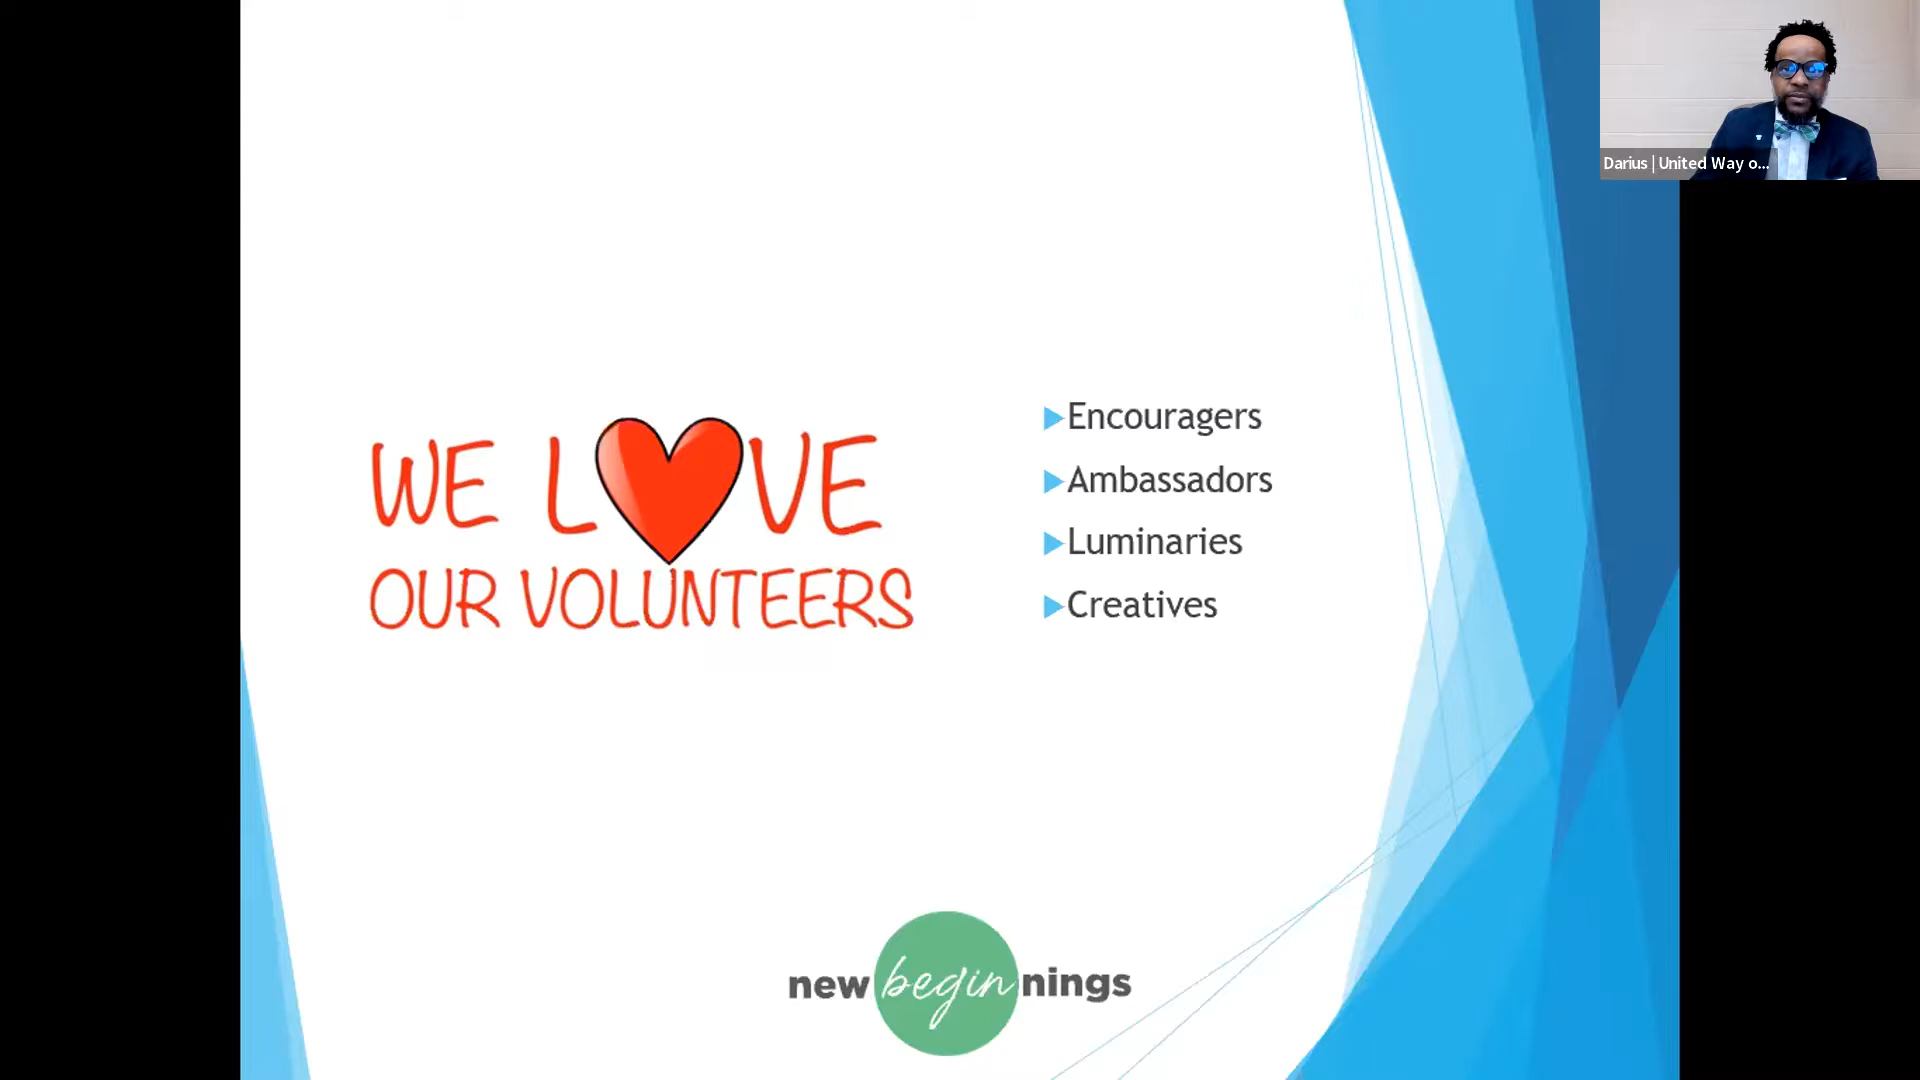 Darius | United Way o...
WE LOVE
OUR VOLUNTEERS
Encouragers
Ambassadors
Luminaries
Creatives
new beginnings